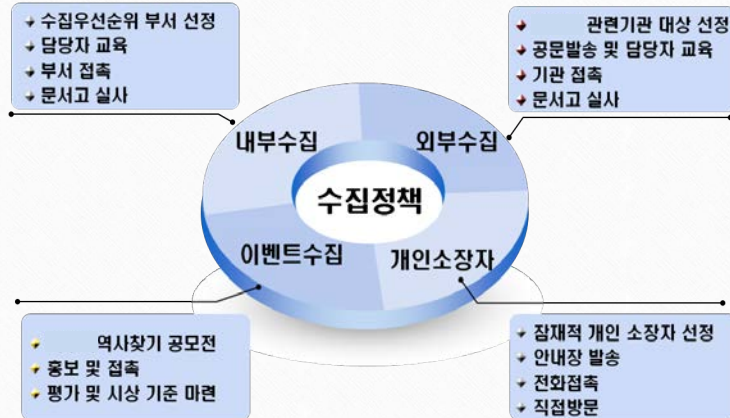 수집우선순위 부서 선정
담당자 교육
부서 접촉
문서고 실사
관련기관 대상 선정
공문발송 및 담당자 교육
기관 접촉
문서고 실사
내부수집
외부수집
수집정책
이벤트수집
개인소장자
역사찾기 공모전
홍보 및 접촉
평가 및 시상 기준 마련
잠재적 개인 소장자 선정
안내장 발송
전화접촉
직접방문